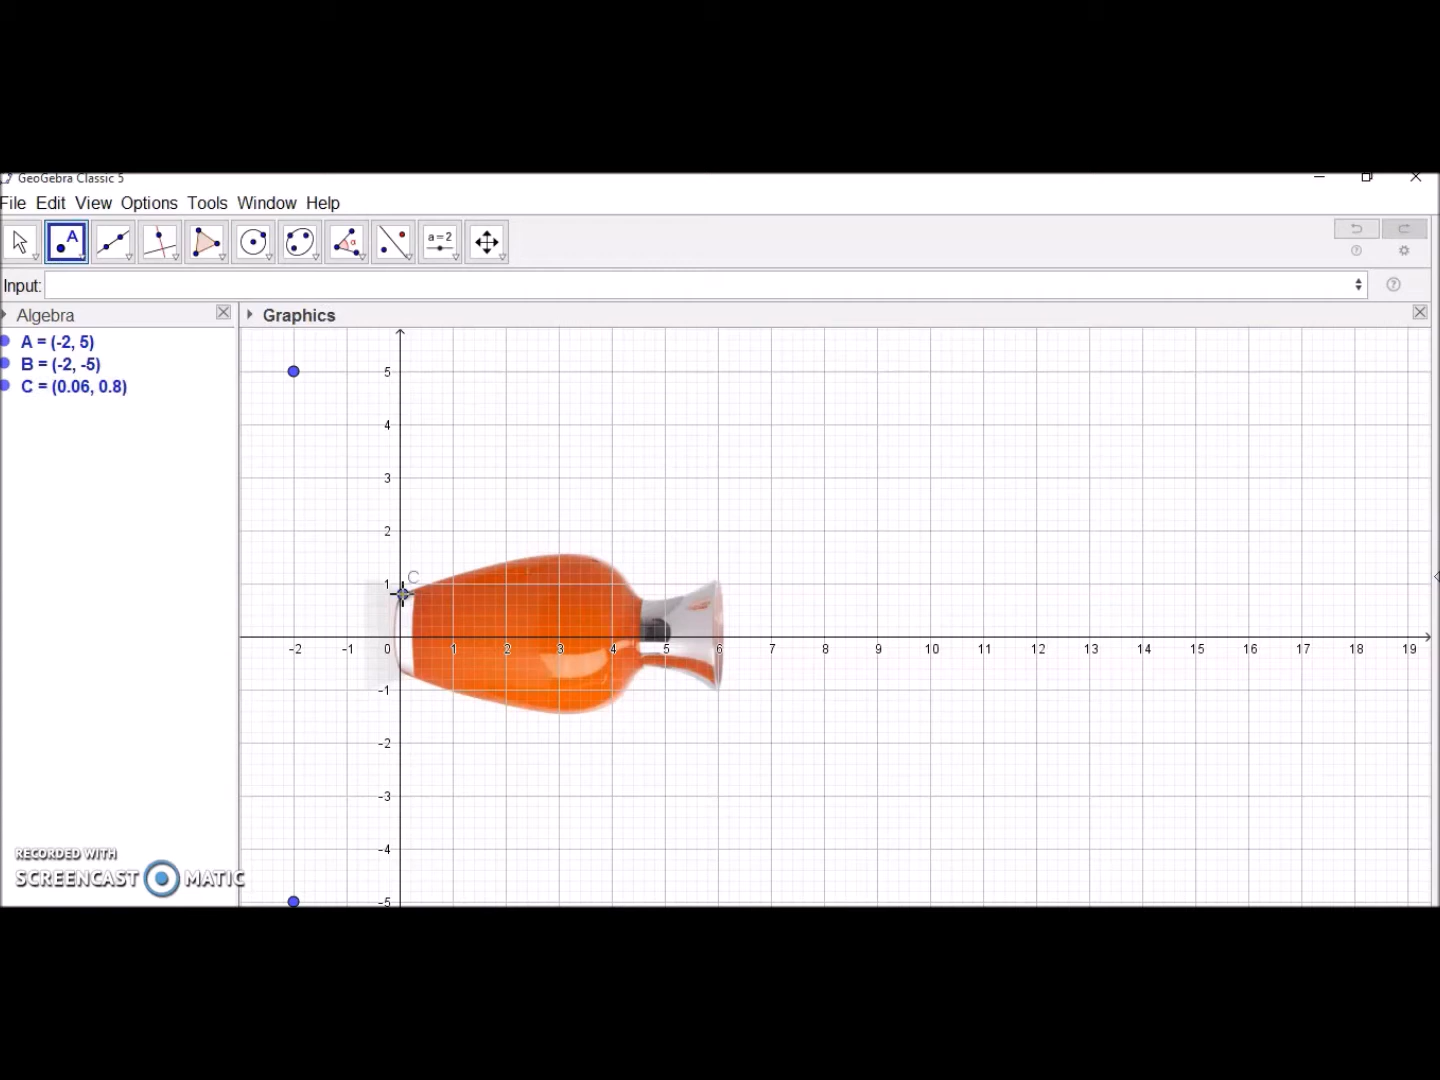 GeoGebra Classic 5
File Edit View Options Tools Window Help
A
α
a=2
Input:
Algebra
Graphics
A = (-2, 5)
B = (-2, -5)
C = (0.06, 0.8)
5
4
3
2
1
C
-2 -1 0 1 2 3 4 5 6 7 8 9 10 11 12 13 14 15 16 17 18 19
-1
-2
-3
-4
-5
RECORDED WITH
SCREENCAST MATIC